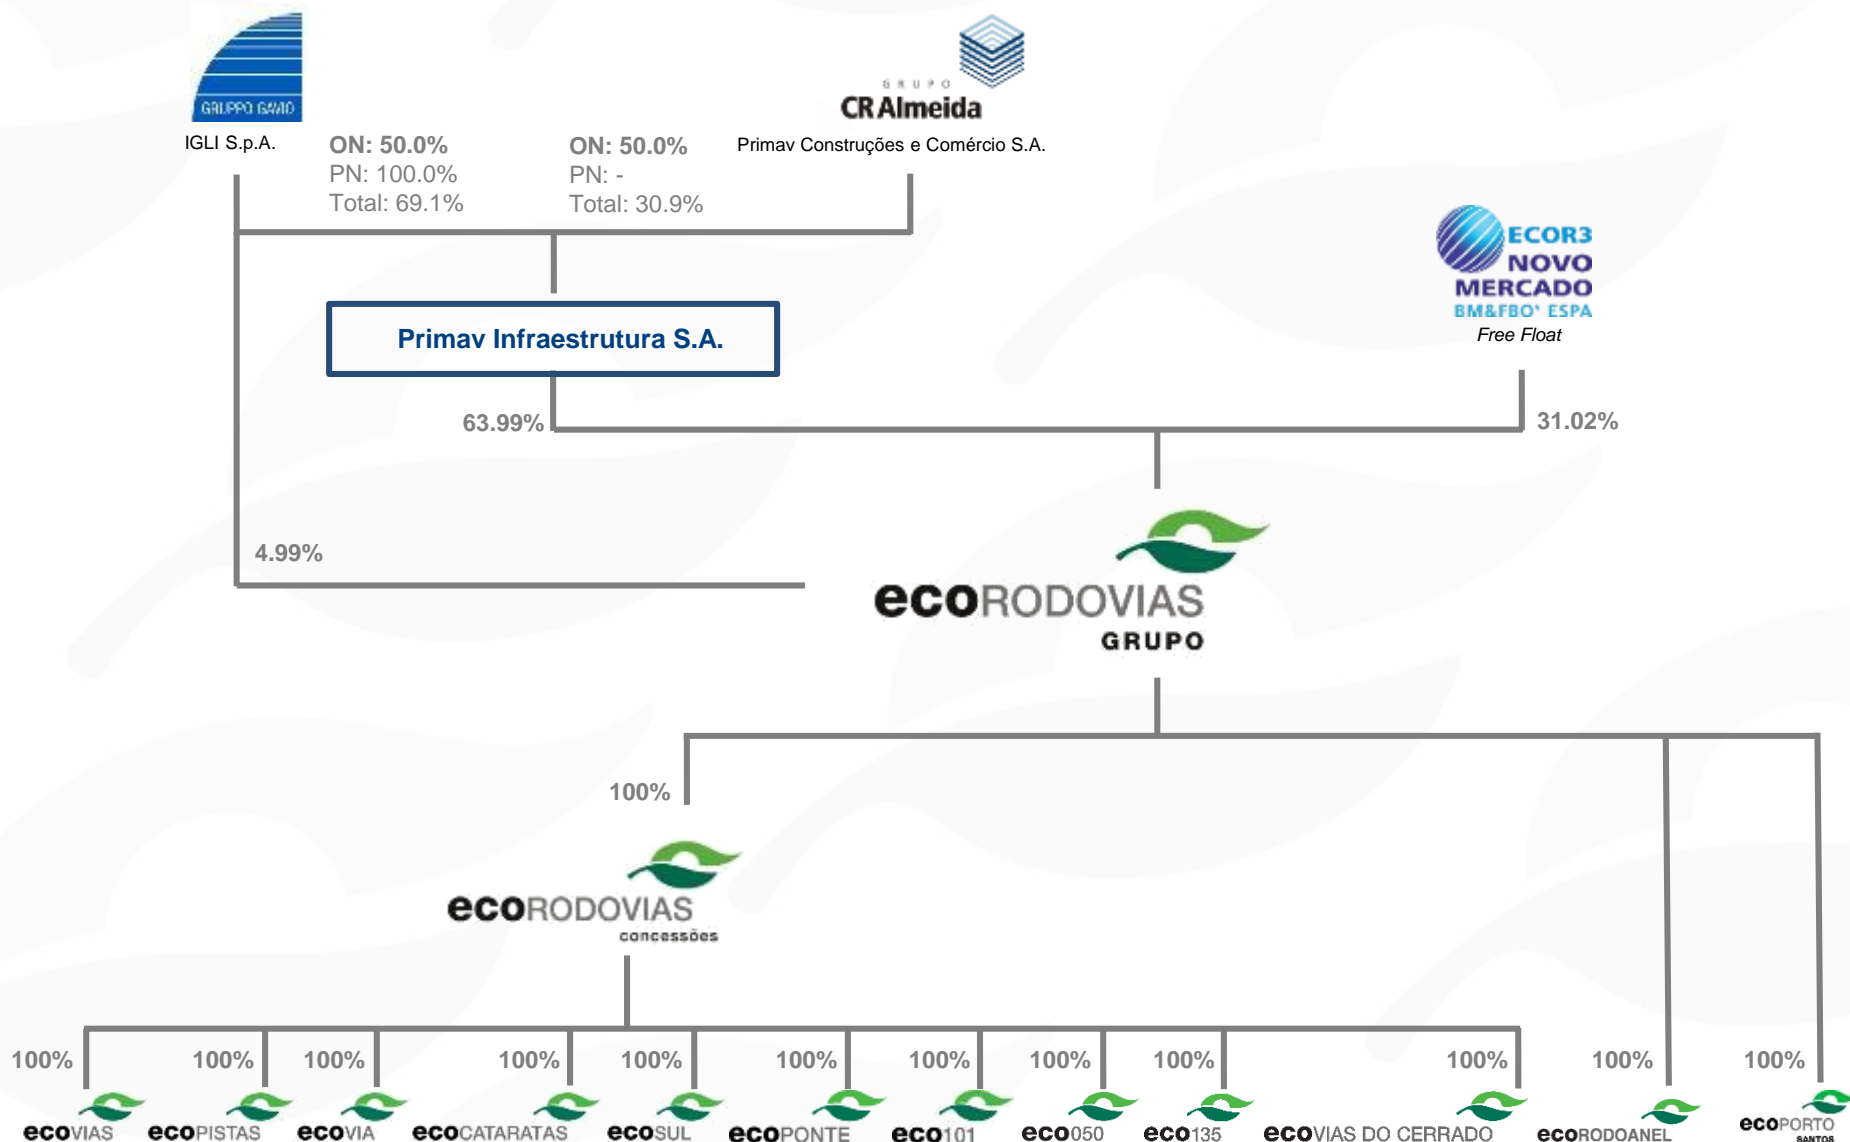 GRUPPO GAVIO
IGLI S.p.A.
GRUPO
CR Almeida
Primav Construções e Comércio S.A.
ON: 50.0%
PN: 100.0%
Total: 69.1%
ON: 50.0%
PN: -
Total: 30.9%
ECOR3
NOVO
MERCADO
BM&FBO' ESPA
Free Float
Primav Infraestrutura S.A.
63.99%
31.02%
4.99%
ecoRODOVIAS
GRUPO
100%
ecoRODOVIAS
concessões
100% 100% 100% 100% 100% 100% 100% 100% 100% 100% 100% 100%
ecoVIAS ecoPISTAS ecoVIA ecoCATARATAS ecoSUL ecoPONTE eco101 eco050 eco135 ecoVIAS DO CERRADO ecoRODOANEL ecoPORTO
SANTOS